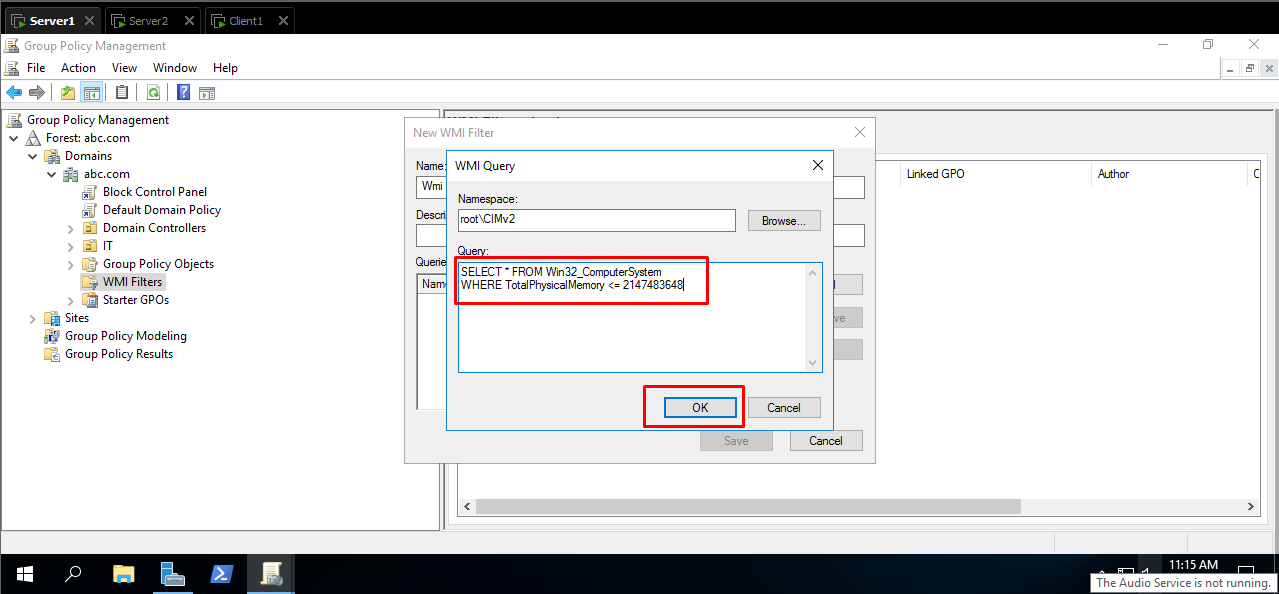 Server1
Server2
Client1
Group Policy Management
File Action View Window Help
Group Policy Management
Forest: abc.com
Domains
abc.com
Block Control Panel
Default Domain Policy
Domain Controllers
IT
Group Policy Objects
WMI Filters
Starter GPOs
Sites
Group Policy Modeling
Group Policy Results
Linked GPO
Author
C
New WMI Filter
Name:
Wmi
Descri
Querie
Nam
ve
Save
Cancel
WMI Query
Namespace:
root\CIMv2
Browse...
Query:
SELECT * FROM Win32_ComputerSystem
WHERE TotalPhysicalMemory <= 2147483648
OK
Cancel
11:15 AM
The Audio Service is not running.